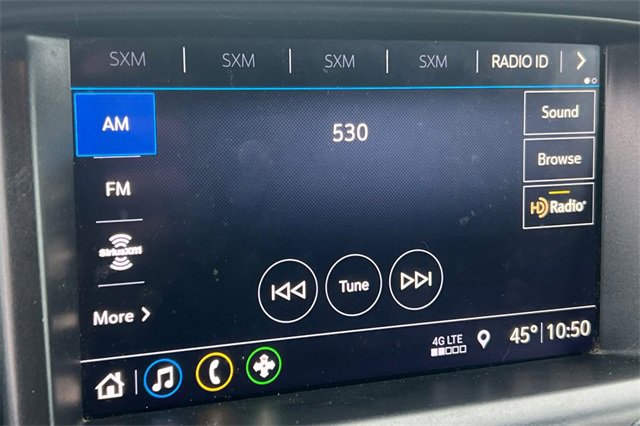 SXM SXM SXM SXM RADIO ID >
AM
530
Sound
FM
Browse
HD Radio
SiriusXM
Tune
More >
4G LTE
45° 10:50